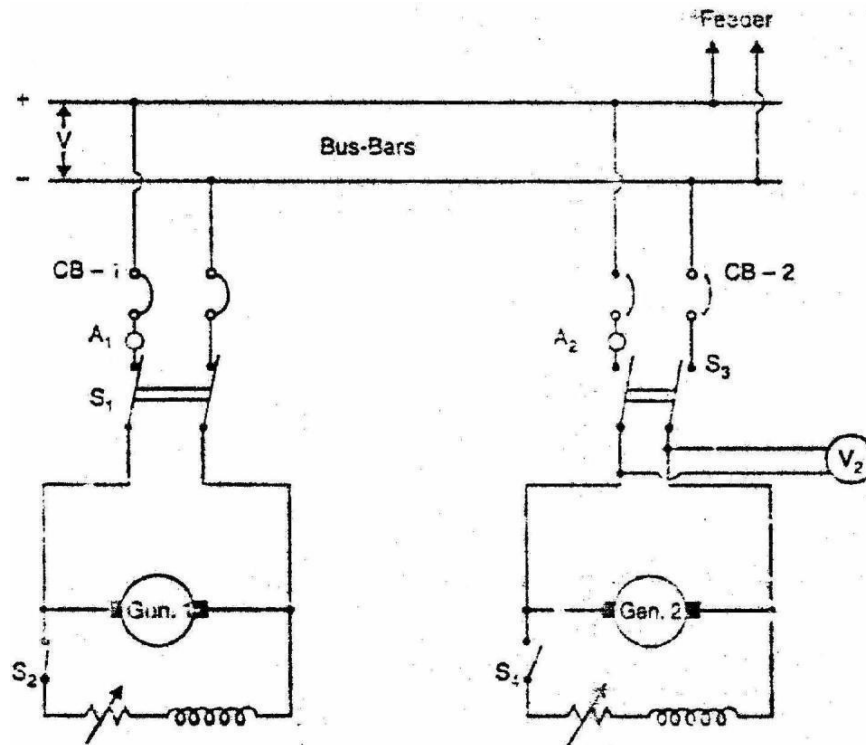 Feeder
+
V
Bus-Bars
−
CB – 1
CB – 2
A₁
A₂
S₁
S₃
V₂
Gen. 1
Gen. 2
S₂
S₄